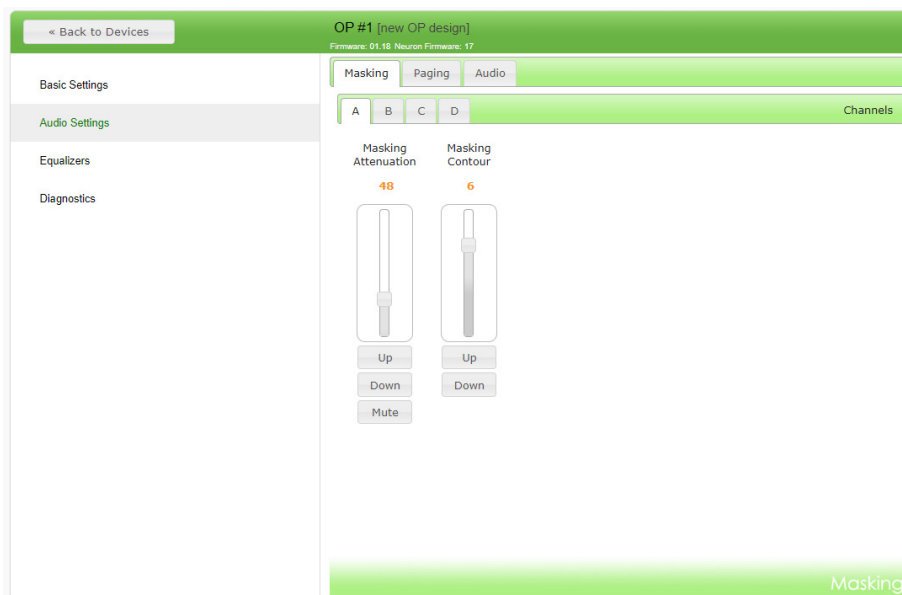 « Back to Devices
OP #1 [new OP design]
Firmware: 01.18 Neuron Firmware: 17
Basic Settings
Audio Settings
Equalizers
Diagnostics
Masking Paging Audio
A B C D Channels
Masking Attenuation
Masking Contour
48 6
Up Up
Down Down
Mute
Masking